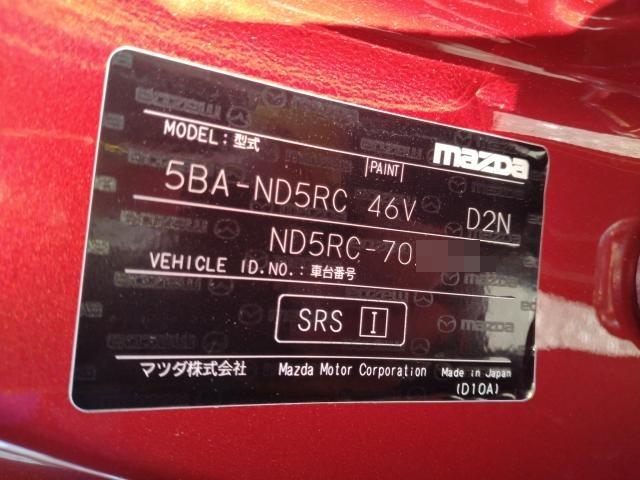 MODEL:型式
mazda
PAINT
5BA-ND5RC 46V D2N
ND5RC-70
VEHICLE ID.NO.:車台番号
SRS I
マツダ株式会社 Mazda Motor Corporation Made in Japan
(D10A)